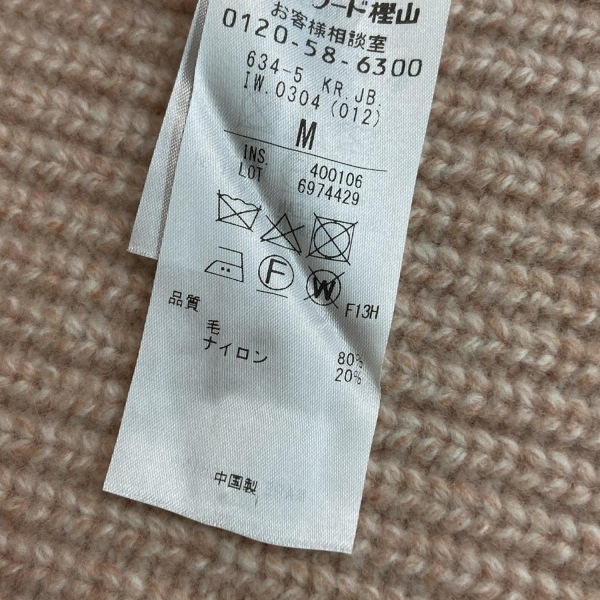 ード樫山
お客様相談室
0120-58-6300
634-5 KR.JB.
IW.0304(012)
M
INS. 400106
LOT 6974429
F W F13H
品質
毛 80%
ナイロン 20%
中国製